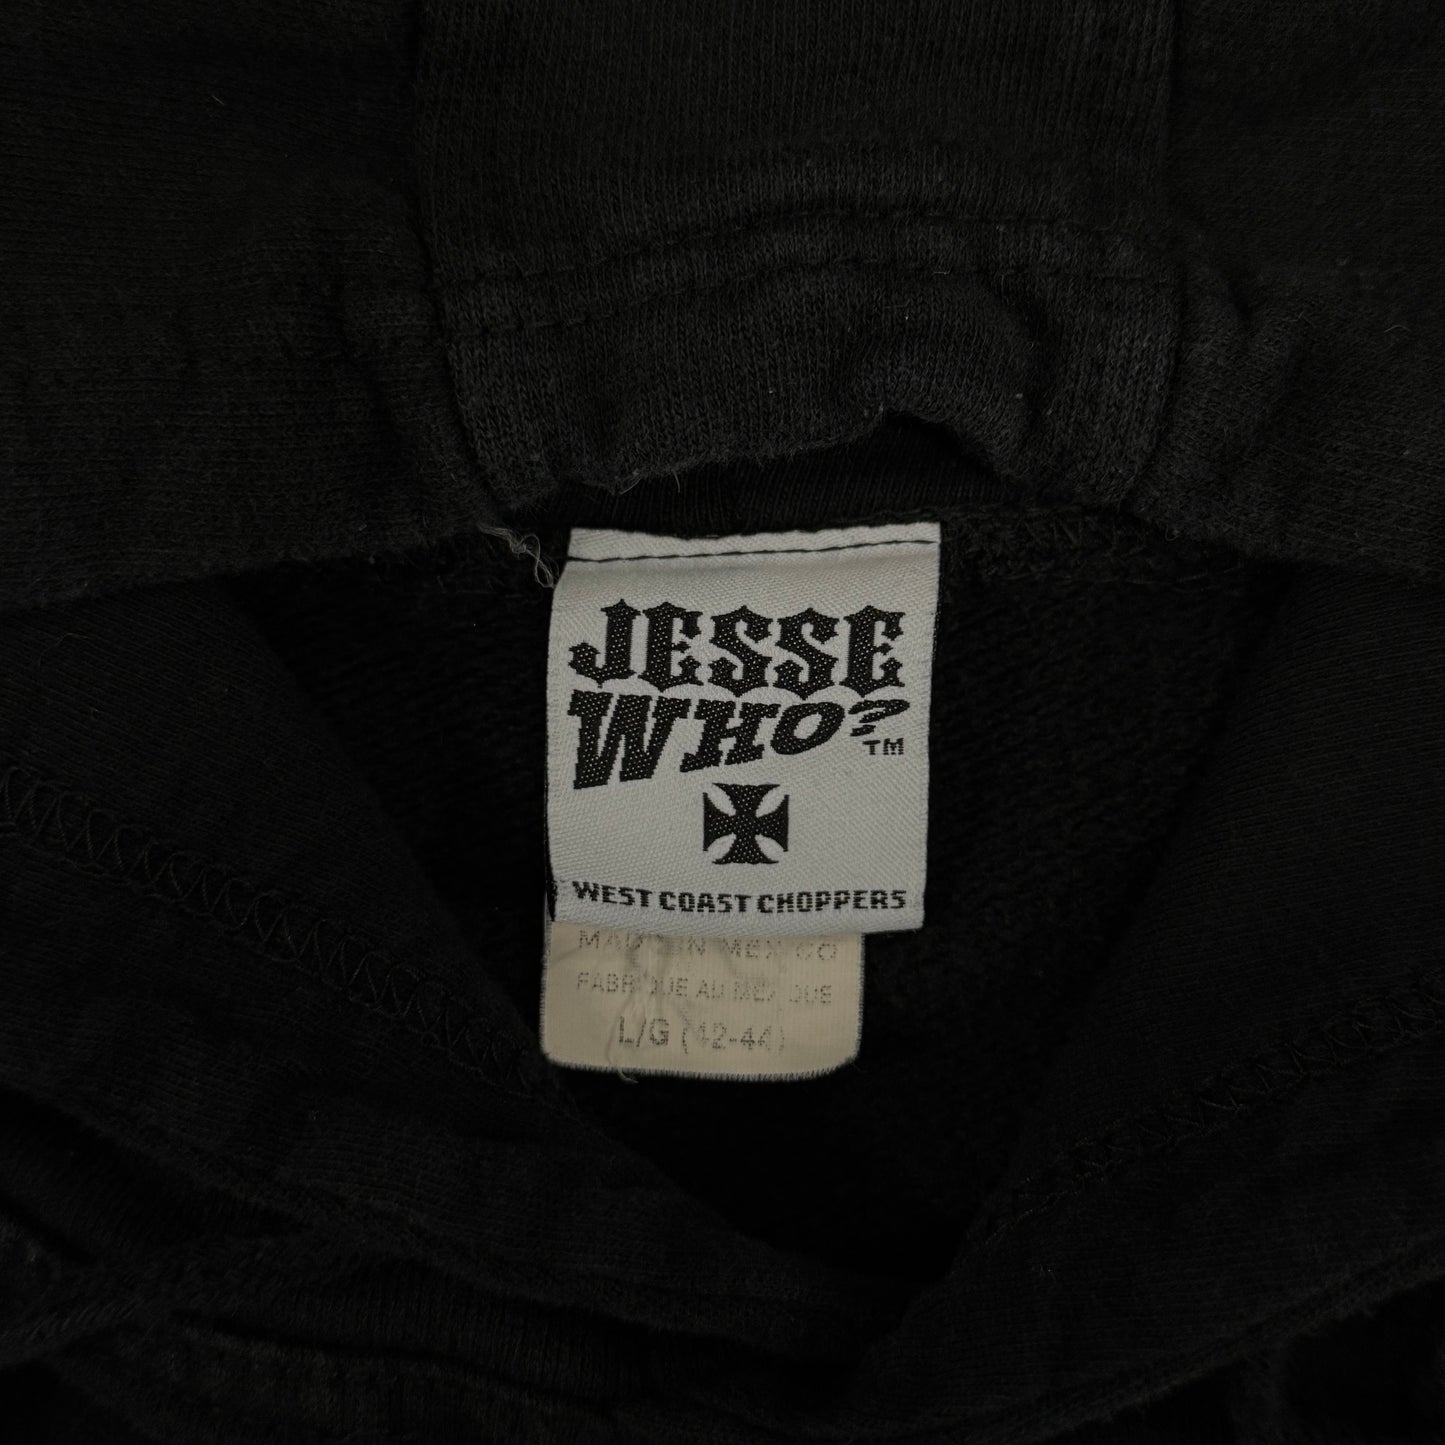 JESSE
WHO?
TM
WEST COAST CHOPPERS
MADE IN MEXICO
FABRIQUE AU MEXIQUE
L/G (42-44)